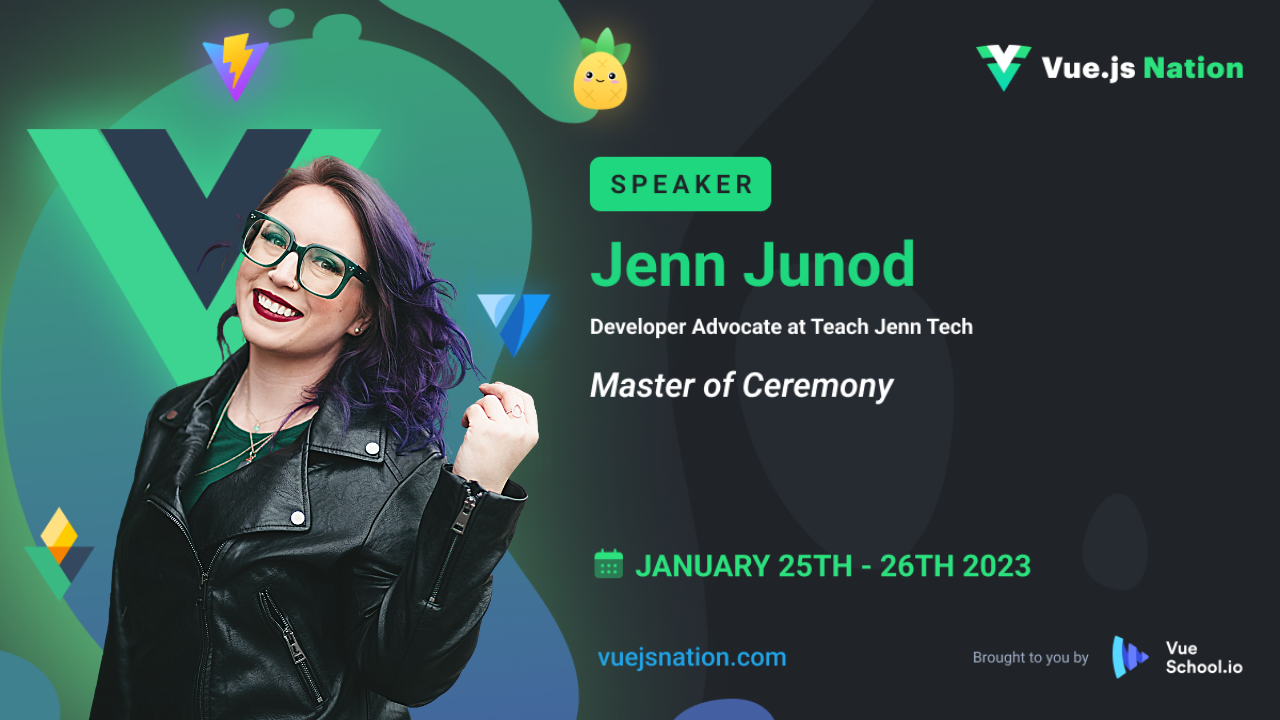 Vue.js Nation
SPEAKER
Jenn Junod
Developer Advocate at Teach Jenn Tech
Master of Ceremony
JANUARY 25TH - 26TH 2023
vuejsnation.com
Brought to you by
Vue
School.io